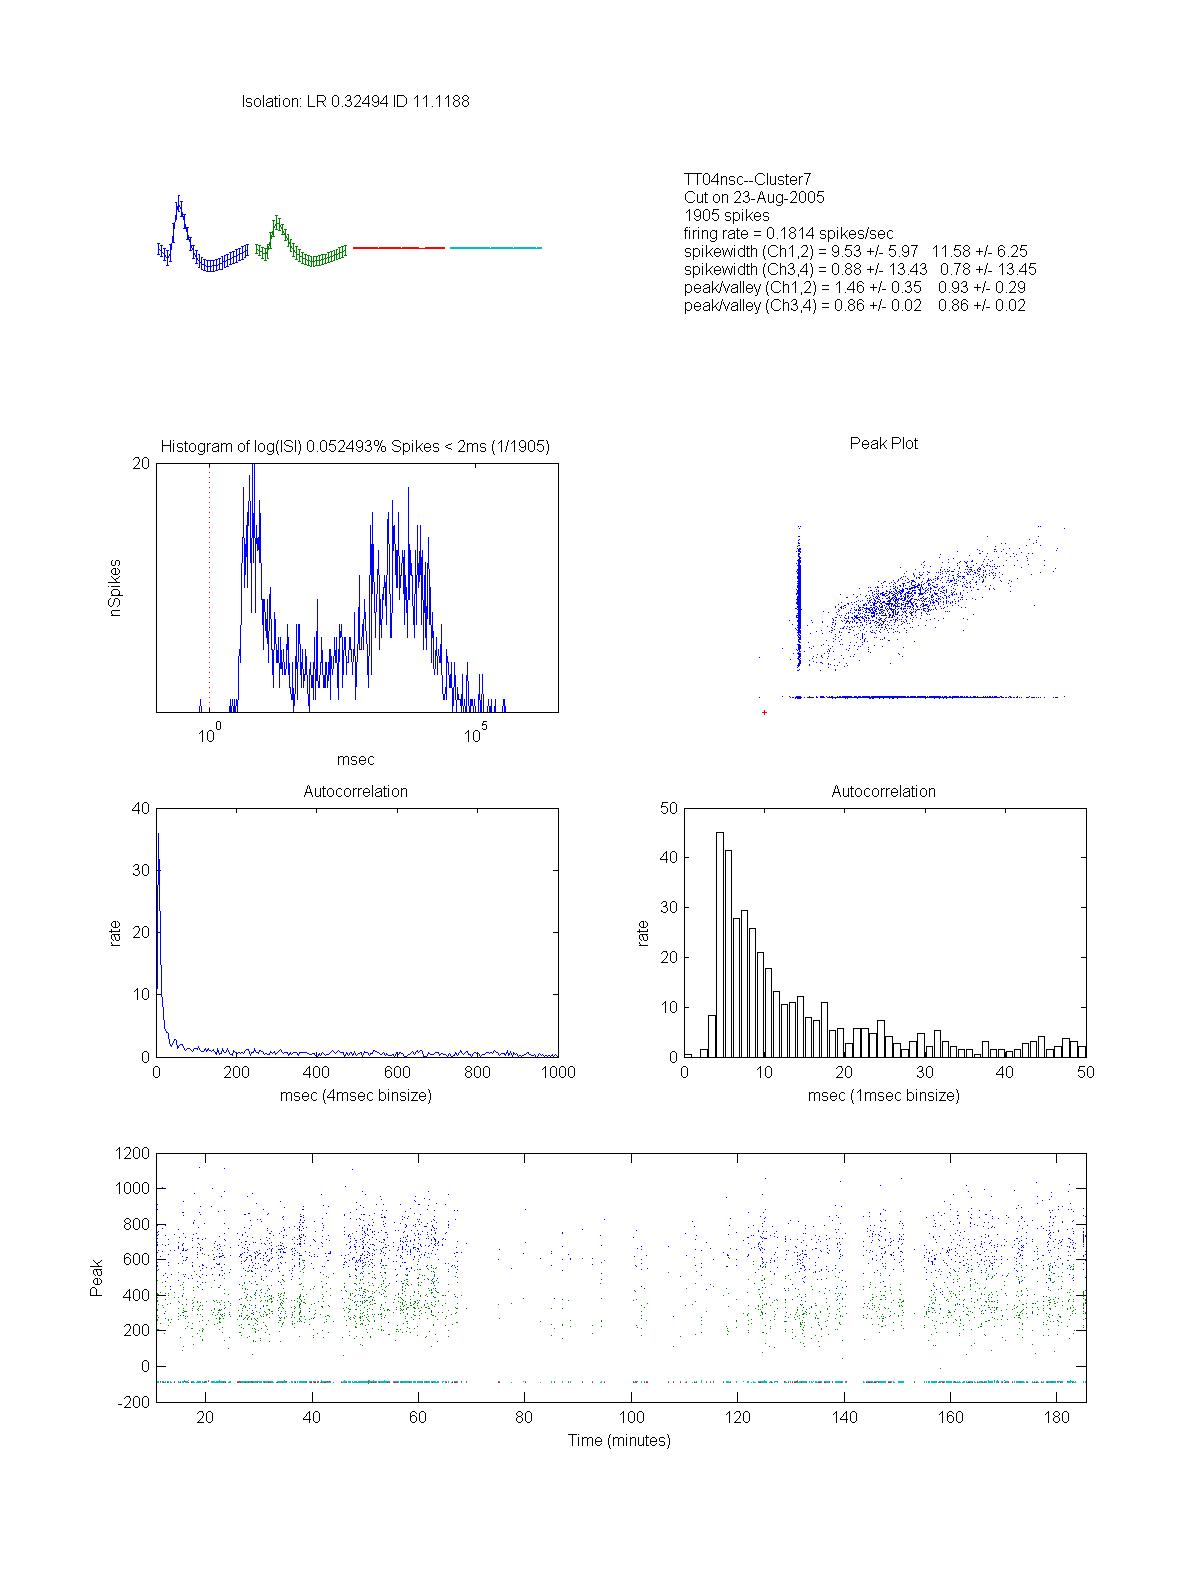 Isolation: LR 0.32494 ID 11.1188
TT04nsc--Cluster7
Cut on 23-Aug-2005
1905 spikes
firing rate = 0.1814 spikes/sec
spikewidth (Ch1,2) = 9.53 +/- 5.97 11.58 +/- 6.25
spikewidth (Ch3,4) = 0.88 +/- 13.43 0.78 +/- 13.45
peak/valley (Ch1,2) = 1.46 +/- 0.35 0.93 +/- 0.29
peak/valley (Ch3,4) = 0.86 +/- 0.02 0.86 +/- 0.02
Histogram of log(ISI) 0.052493% Spikes < 2ms (1/1905)
20
nSpikes
10^0 10^5
msec
Peak Plot
Autocorrelation
40
30
20
10
0
rate
0 200 400 600 800 1000
msec (4msec binsize)
Autocorrelation
50
40
30
20
10
0
rate
0 10 20 30 40 50
msec (1msec binsize)
1200
1000
800
600
400
200
0
-200
Peak
20 40 60 80 100 120 140 160 180
Time (minutes)